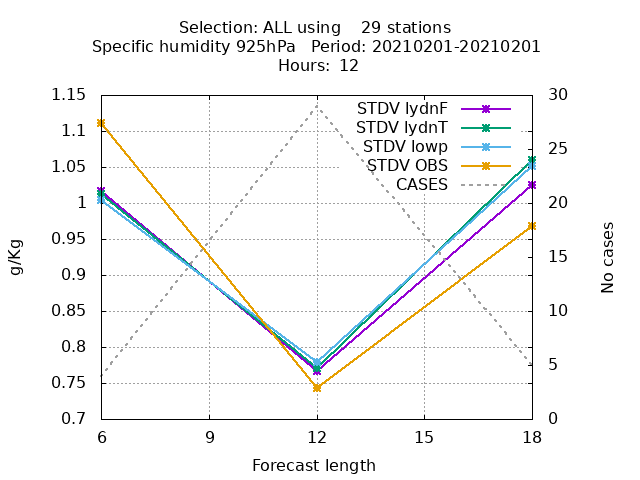 Selection: ALL using    29 stations
Specific humidity 925hPa   Period: 20210201-20210201
Hours:  12
STDV lydnF
STDV lydnT
STDV lowp
STDV OBS
CASES
1.15
1.1
1.05
1
0.95
0.9
0.85
0.8
0.75
0.7
g/Kg
30
25
20
15
10
5
0
No cases
6 9 12 15 18
Forecast length